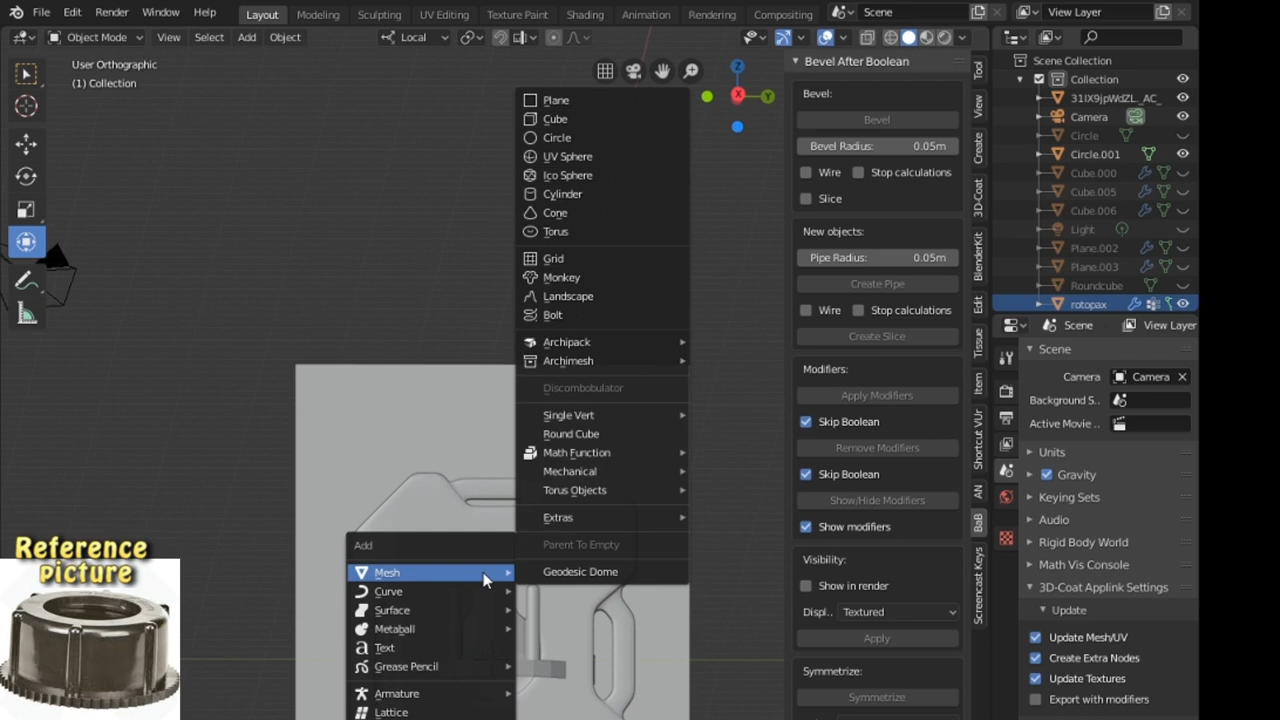 File Edit Render Window Help Layout Modeling Sculpting UV Editing Texture Paint Shading Animation Rendering Compositing Scene View Layer
Object Mode View Select Add Object Local
User Orthographic
(1) Collection
Z
X
Y
Plane
Cube
Circle
UV Sphere
Ico Sphere
Cylinder
Cone
Torus
Grid
Monkey
Landscape
Bolt
Archipack
Archimesh
Discombobulator
Single Vert
Round Cube
Math Function
Mechanical
Torus Objects
Extras
Parent To Empty
Geodesic Dome
Add
Mesh
Curve
Surface
Metaball
Text
Grease Pencil
Armature
Lattice
Reference
picture
Bevel After Boolean
Bevel:
Bevel
Bevel Radius: 0.05m
Wire Stop calculations
Slice
New objects:
Pipe Radius: 0.05m
Create Pipe
Wire Stop calculations
Create Slice
Modifiers:
Apply Modifiers
Skip Boolean
Remove Modifiers
Skip Boolean
Show/Hide Modifiers
Show modifiers
Visibility:
Show in render
Displ.. Textured
Apply
Symmetrize:
Symmetrize
Tool
View
Create
3D-Coat
BlenderKit
Edit
Tissue
Item
Shortcut VUr
AN
BaB
Screencast Keys
Scene Collection
Collection
31IX9jpWdZL._AC_
Camera
Circle
Circle.001
Cube.000
Cube.005
Cube.006
Light
Plane.002
Plane.003
Roundcube
rotopax
Scene View Layer
Scene
Camera Camera
Background S..
Active Movie ..
Units
Gravity
Keying Sets
Audio
Rigid Body World
Math Vis Console
3D-Coat Applink Settings
Update
Update Mesh/UV
Create Extra Nodes
Update Textures
Export with modifiers